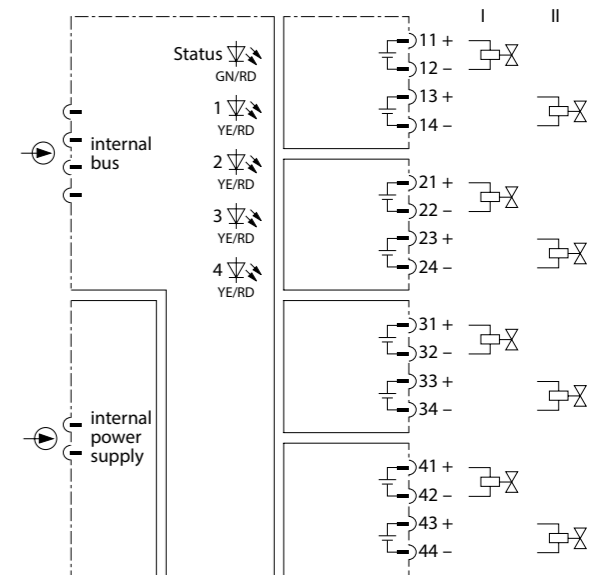 I II
Status
GN/RD
1
YE/RD
2
YE/RD
3
YE/RD
4
YE/RD
internal
bus
internal
power
supply
11 +
12 –
13 +
14 –
21 +
22 –
23 +
24 –
31 +
32 –
33 +
34 –
41 +
42 –
43 +
44 –